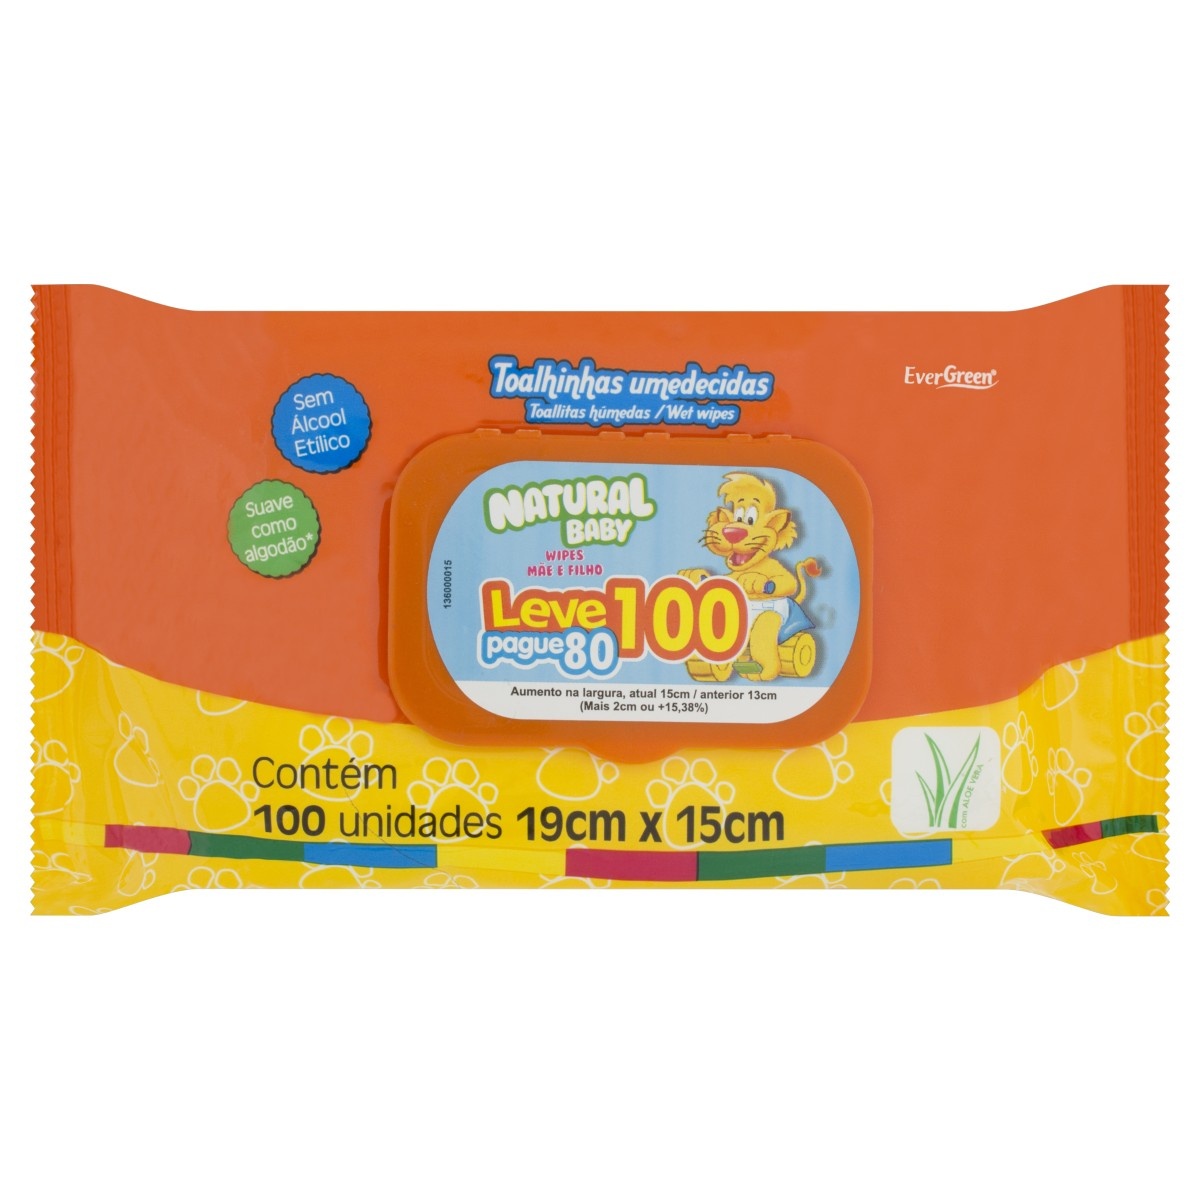 Toalhinhas umedecidas
Toallitas húmedas / Wet wipes
EverGreen®
Sem
Álcool
Etílico
Suave
como
algodão*
NATURAL
BABY
WIPES
MÃE E FILHO
Leve 100
pague 80
136000015
Aumento na largura, atual 15cm / anterior 13cm
(Mais 2cm ou +15,38%)
Contém
100 unidades 19cm x 15cm
com ALOE VERA